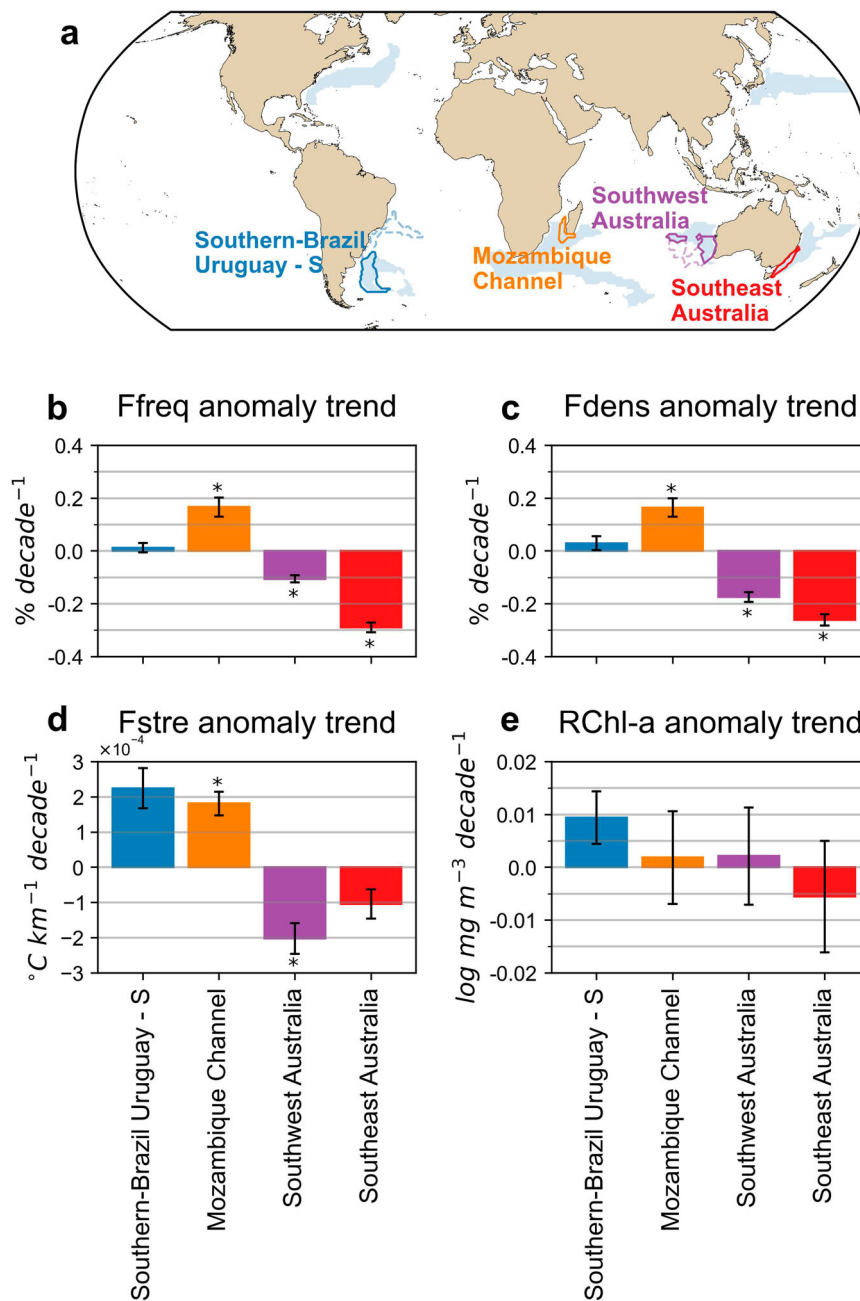 a
Southern-Brazil
Uruguay - S
Southwest
Australia
Mozambique
Channel
Southeast
Australia
b Ffreq anomaly trend
% decade⁻¹
0.4
0.2
0.0
-0.2
-0.4
*
*
*
c Fdens anomaly trend
% decade⁻¹
0.4
0.2
0.0
-0.2
-0.4
*
*
*
d Fstre anomaly trend
×10⁻⁴
°C km⁻¹ decade⁻¹
3
2
1
0
−1
−2
−3
*
*
Southern-Brazil Uruguay - S
Mozambique Channel
Southwest Australia
Southeast Australia
e RChl-a anomaly trend
log mg m⁻³ decade⁻¹
0.02
0.01
0.0
-0.01
-0.02
Southern-Brazil Uruguay - S
Mozambique Channel
Southwest Australia
Southeast Australia